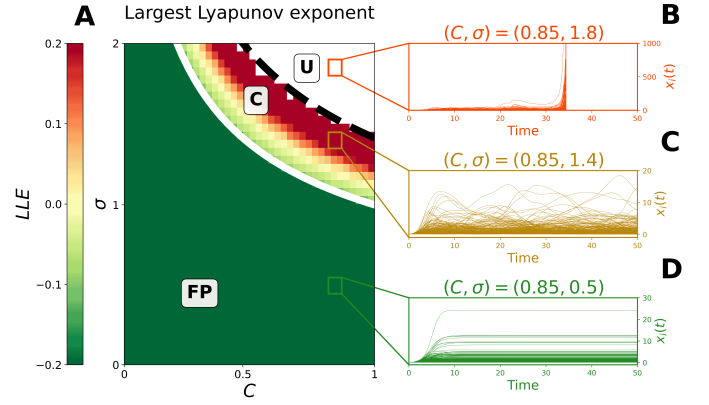 A
Largest Lyapunov exponent
LLE
0.2
0.1
0.0
−0.1
−0.2
σ
2
1
0
U
C
FP
0
0.5
1
C
B
(C, σ) = (0.85, 1.8)
1000
500
0
xᵢ(t)
0 10 20 30 40 50
Time
C
(C, σ) = (0.85, 1.4)
20
10
0
xᵢ(t)
0 10 20 30 40 50
Time
D
(C, σ) = (0.85, 0.5)
30
20
10
0
xᵢ(t)
0 10 20 30 40 50
Time